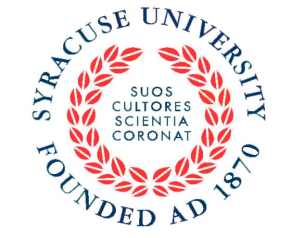 SYRACUSE UNIVERSITY
SUOS
CULTORES
SCIENTIA
CORONAT
FOUNDED AD 1870